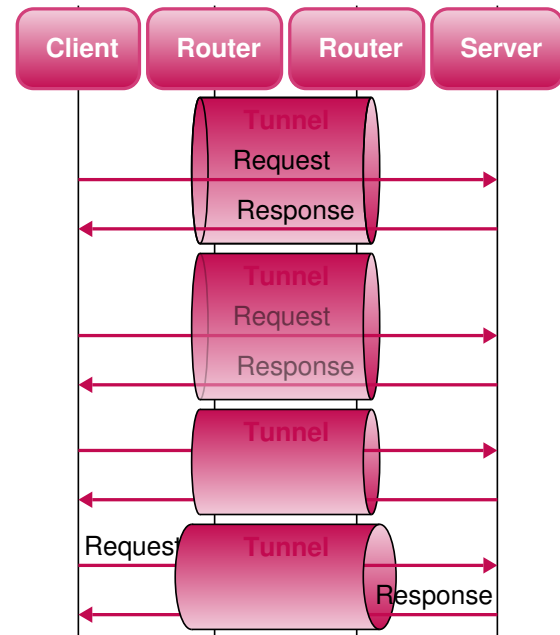 Client Router Router Server
Tunnel
Request
Response
Tunnel
Request
Response
Tunnel
Tunnel
Request
Response